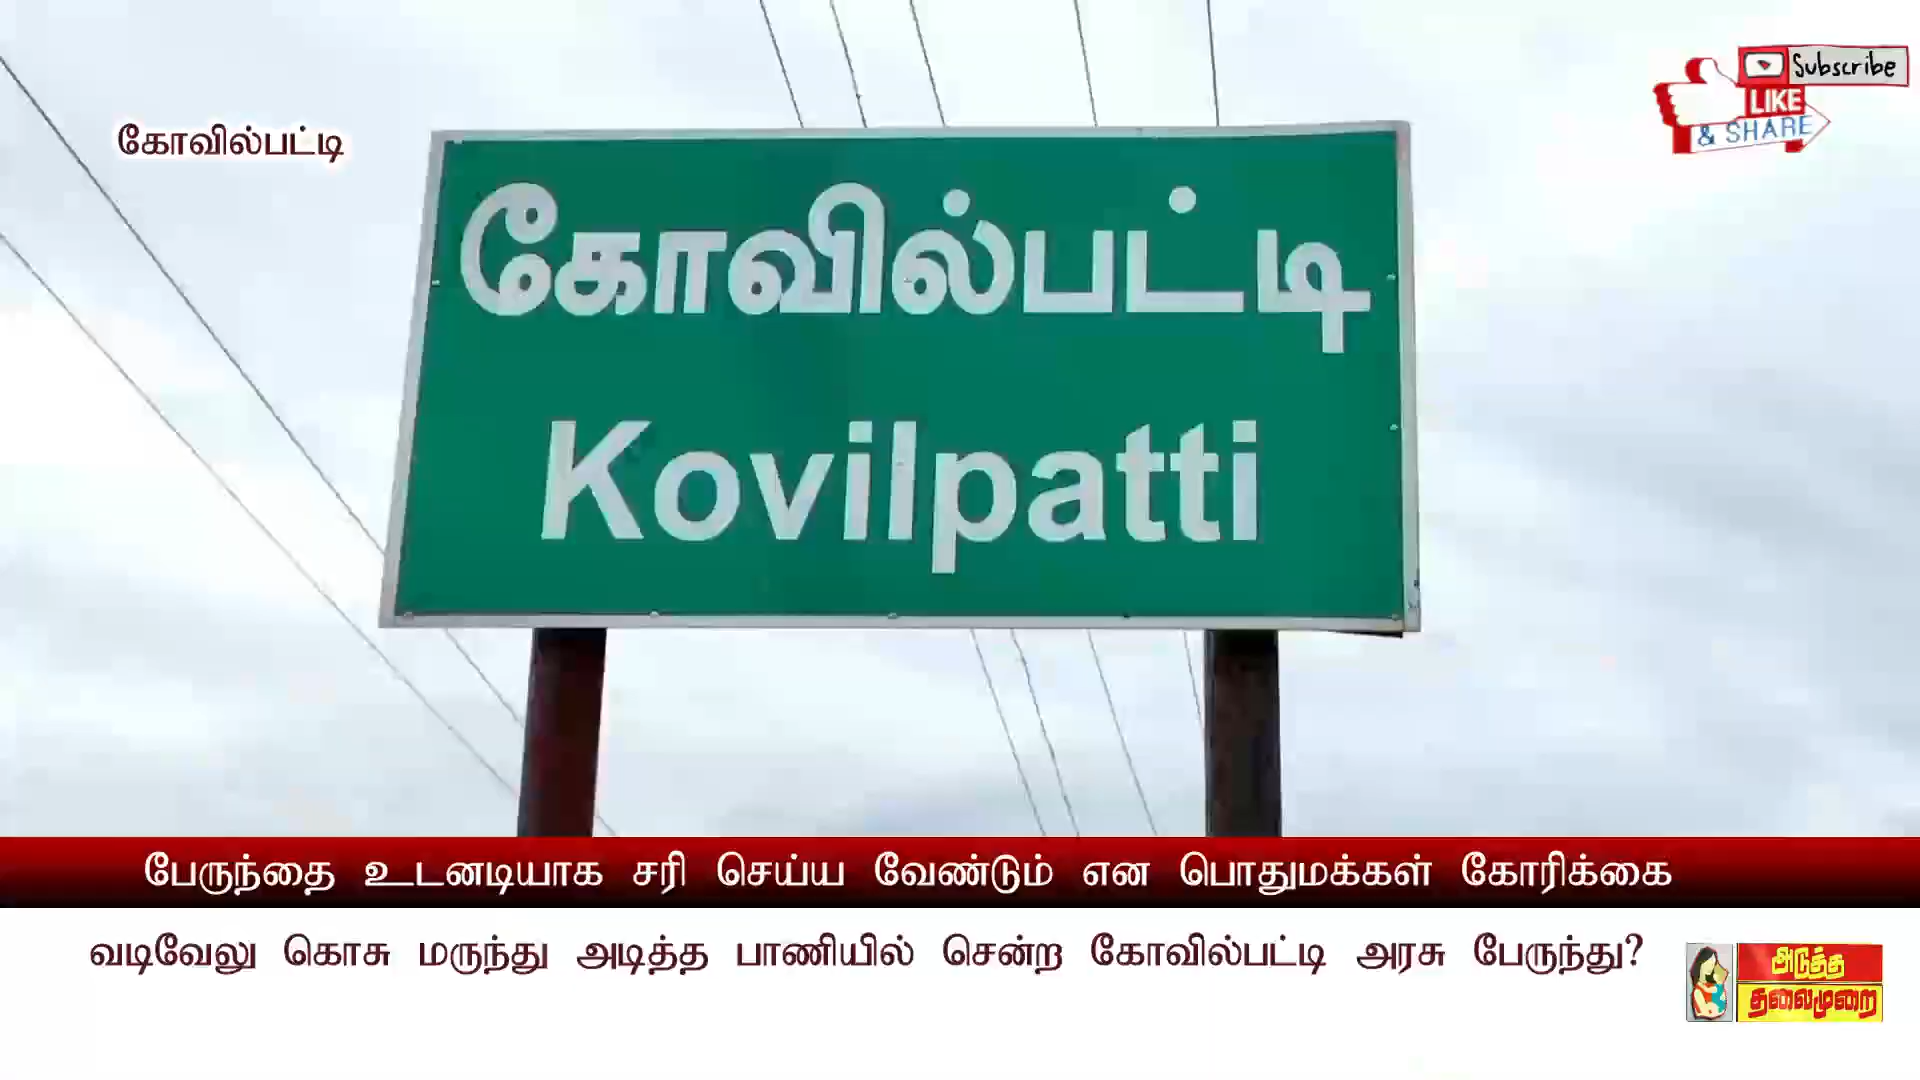 Subscribe
LIKE
& SHARE
கோவில்பட்டி
கோவில்பட்டி
Kovilpatti
பேருந்தை உடனடியாக சரி செய்ய வேண்டும் என பொதுமக்கள் கோரிக்கை
வடிவேலு கொசு மருந்து அடித்த பாணியில் சென்ற கோவில்பட்டி அரசு பேருந்து?
அடுத்த
தலைமுறை